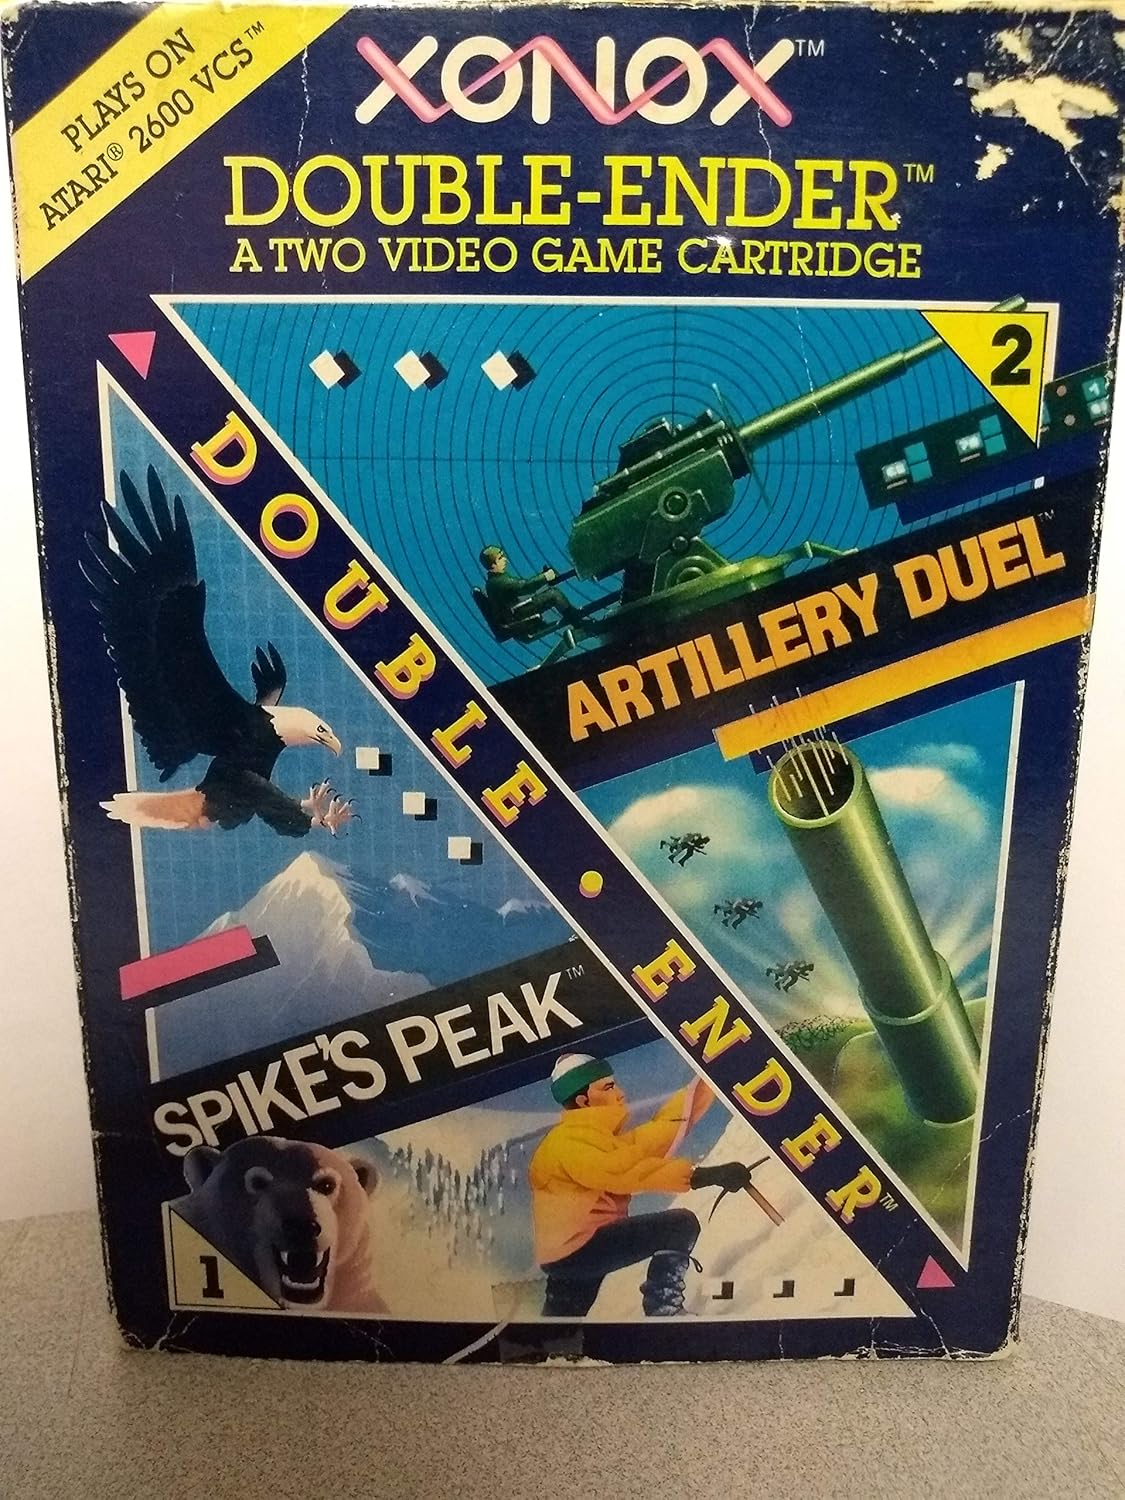 PLAYS ON
ATARI® 2600 VCS™
XONOX™
DOUBLE-ENDER™
A TWO VIDEO GAME CARTRIDGE
2
DOUBLE • ENDER™
ARTILLERY DUEL™
SPIKE'S PEAK™
1